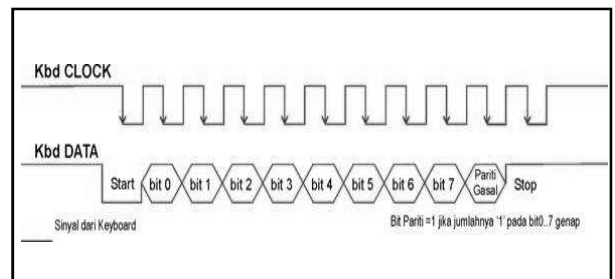 Kbd CLOCK
Kbd DATA
Start bit 0 bit 1 bit 2 bit 3 bit 4 bit 5 bit 6 bit 7 Pariti Gasal Stop
Sinyal dari Keyboard
Bit Pariti =1 jika jumlahnya '1' pada bit0..7 genap